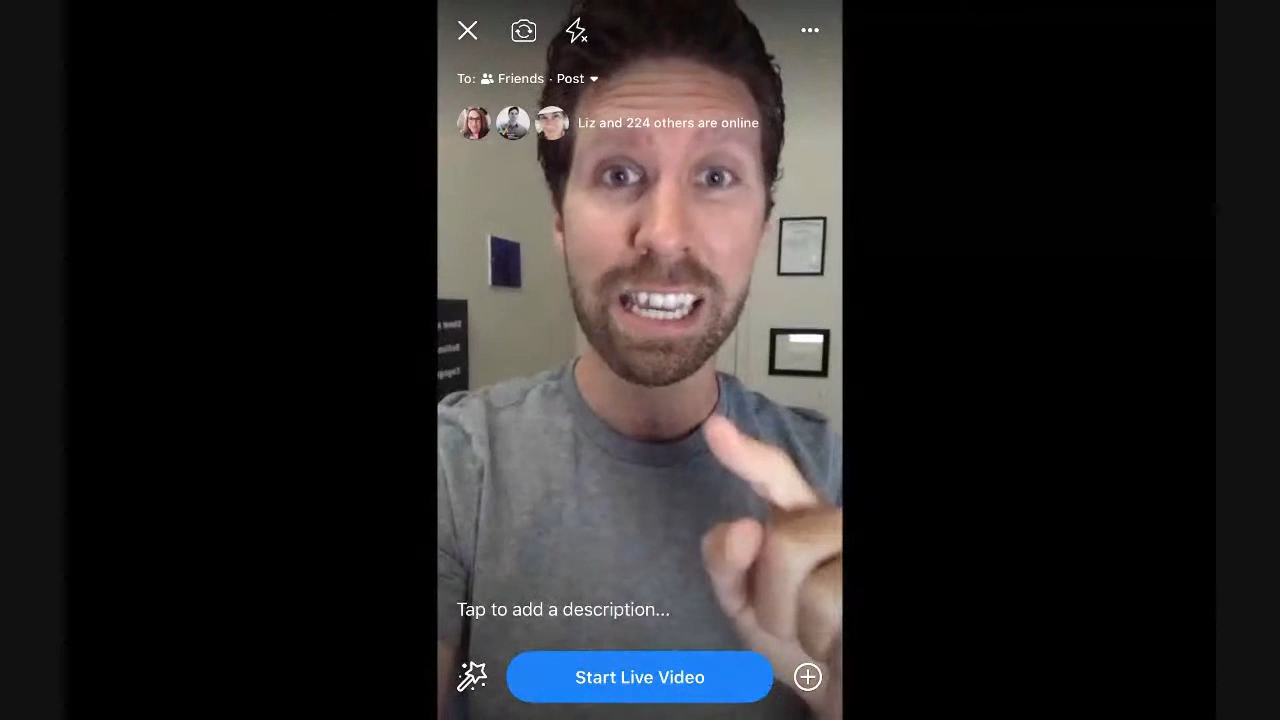 To: Friends · Post
Liz and 224 others are online
Tap to add a description...
Start Live Video